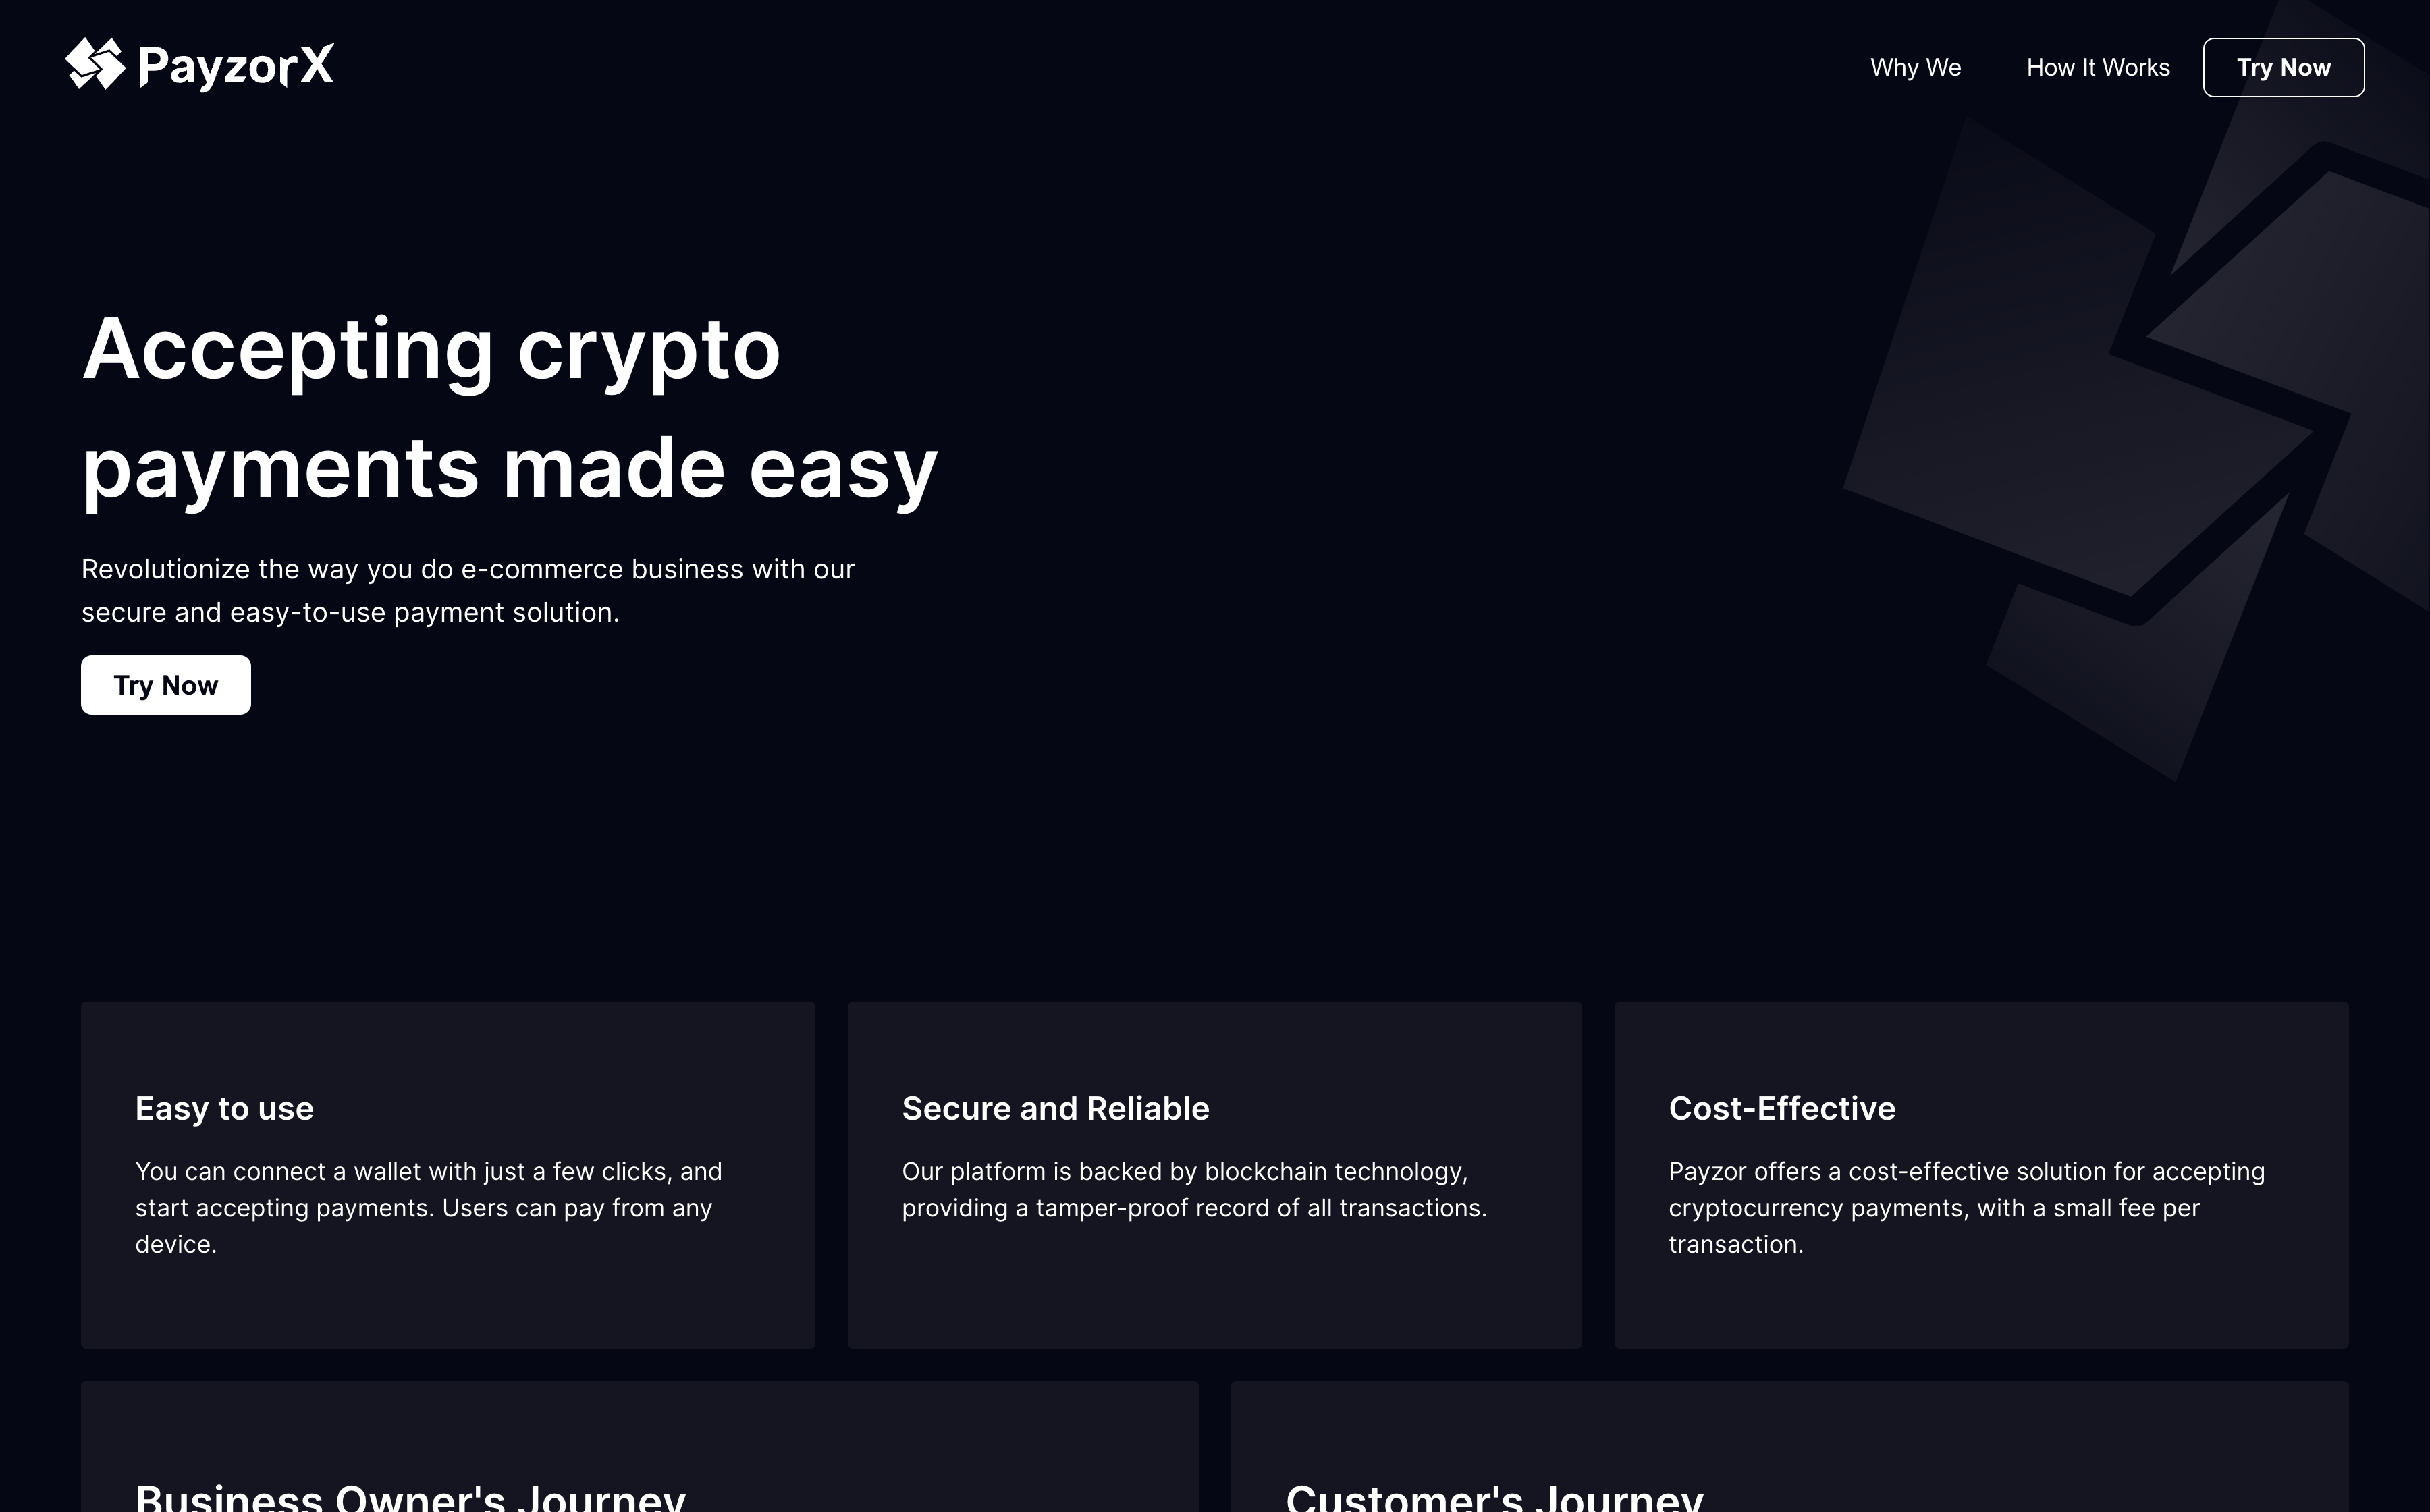 PayzorX
Why We
How It Works
Try Now
Accepting crypto
payments made easy
Revolutionize the way you do e-commerce business with our
secure and easy-to-use payment solution.
Try Now
Easy to use
You can connect a wallet with just a few clicks, and
start accepting payments. Users can pay from any
device.
Secure and Reliable
Our platform is backed by blockchain technology,
providing a tamper-proof record of all transactions.
Cost-Effective
Payzor offers a cost-effective solution for accepting
cryptocurrency payments, with a small fee per
transaction.
Business Owner's Journey
Customer's Journey